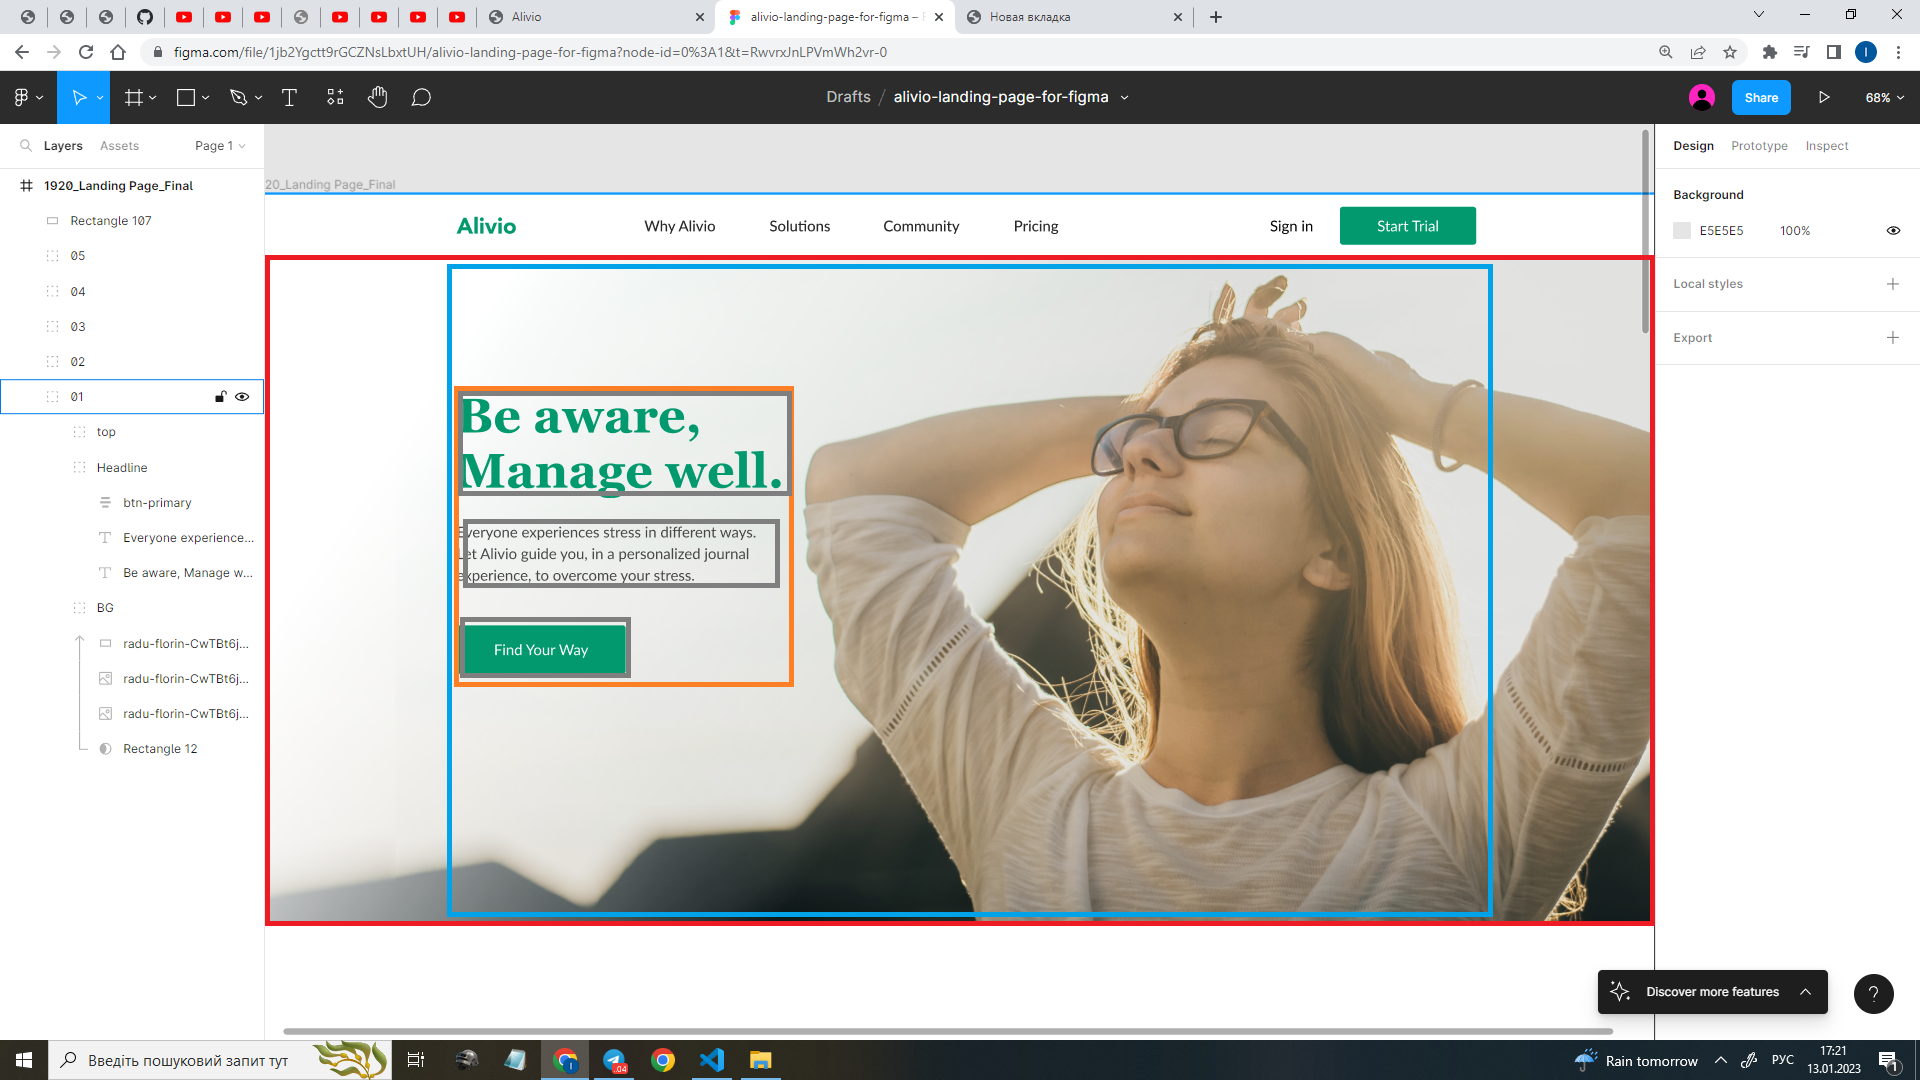 Alivio
alivio-landing-page-for-figma –
Новая вкладка
figma.com/file/1jb2Ygctt9rGCZNsLbxtUH/alivio-landing-page-for-figma?node-id=0%3A1&t=RwvrxJnLPVmWh2vr-0
I
Drafts / alivio-landing-page-for-figma
Share
68%
Layers
Assets
Page 1
1920_Landing Page_Final
Rectangle 107
05
04
03
02
01
top
Headline
btn-primary
Everyone experience...
Be aware, Manage w...
BG
radu-florin-CwTBt6j...
radu-florin-CwTBt6j...
radu-florin-CwTBt6j...
Rectangle 12
20_Landing Page_Final
Alivio
Why Alivio
Solutions
Community
Pricing
Sign in
Start Trial
Be aware,
Manage well.
Everyone experiences stress in different ways.
Let Alivio guide you, in a personalized journal
experience, to overcome your stress.
Find Your Way
Design
Prototype
Inspect
Background
E5E5E5
100%
Local styles
Export
Discover more features
?
Введіть пошуковий запит тут
I
.04
Rain tomorrow
РУС
17:21
13.01.2023
1